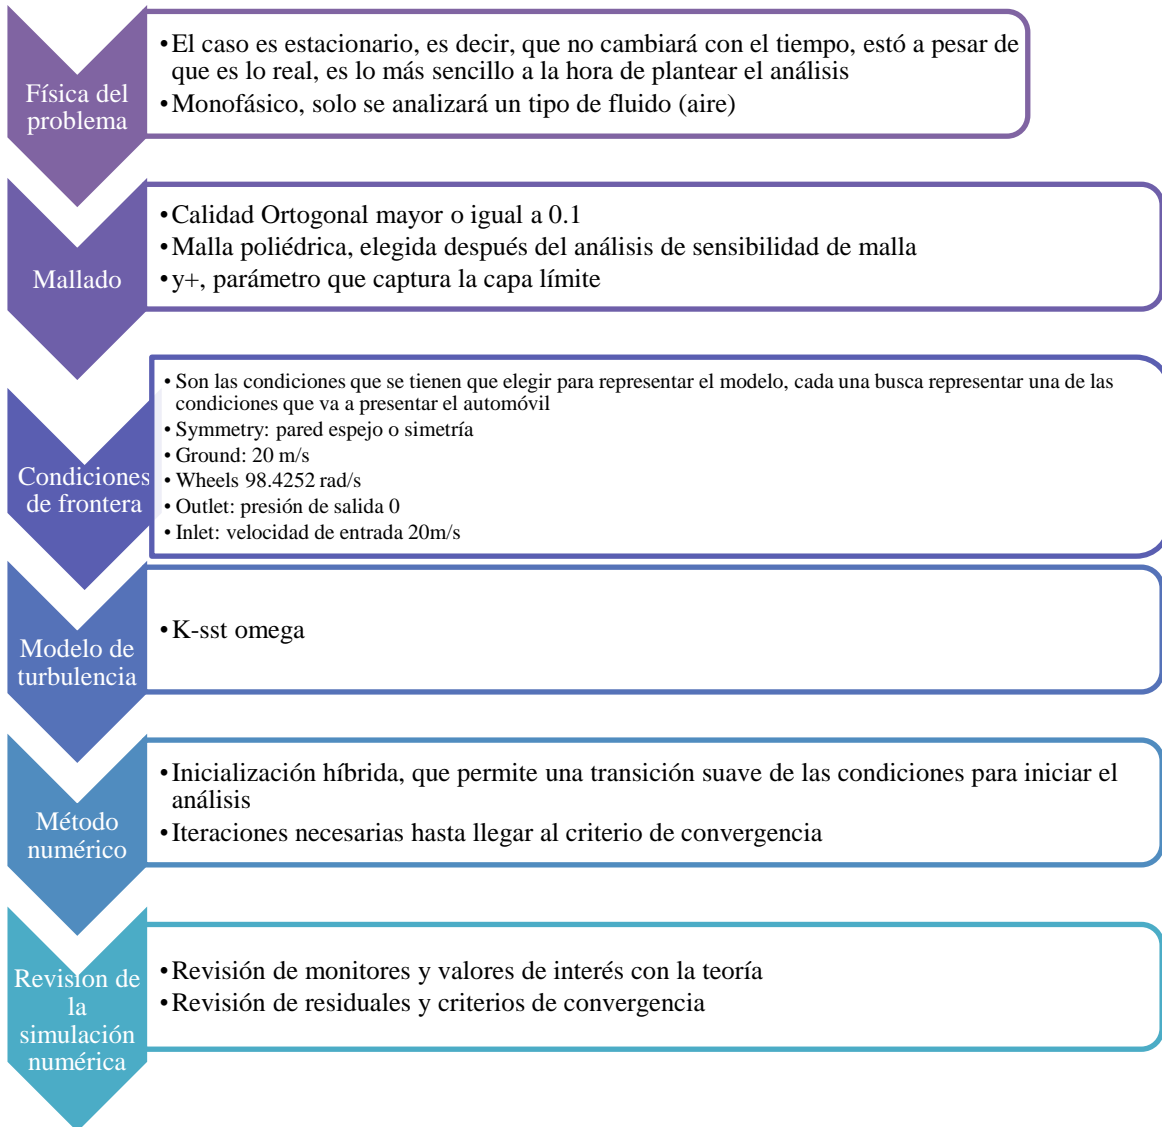 Física del
problema
•El caso es estacionario, es decir, que no cambiará con el tiempo, estó a pesar de
que es lo real, es lo más sencillo a la hora de plantear el análisis
•Monofásico, solo se analizará un tipo de fluido (aire)
Mallado
•Calidad Ortogonal mayor o igual a 0.1
•Malla poliédrica, elegida después del análisis de sensibilidad de malla
•y+, parámetro que captura la capa límite
Condiciones
de frontera
• Son las condiciones que se tienen que elegir para representar el modelo, cada una busca representar una de las
condiciones que va a presentar el automóvil
• Symmetry: pared espejo o simetría
• Ground: 20 m/s
• Wheels 98.4252 rad/s
• Outlet: presión de salida 0
• Inlet: velocidad de entrada 20m/s
Modelo de
turbulencia
•K-sst omega
Método
numérico
•Inicialización híbrida, que permite una transición suave de las condiciones para iniciar el
análisis
•Iteraciones necesarias hasta llegar al criterio de convergencia
Revisión de
la
simulación
numérica
•Revisión de monitores y valores de interés con la teoría
•Revisión de residuales y criterios de convergencia